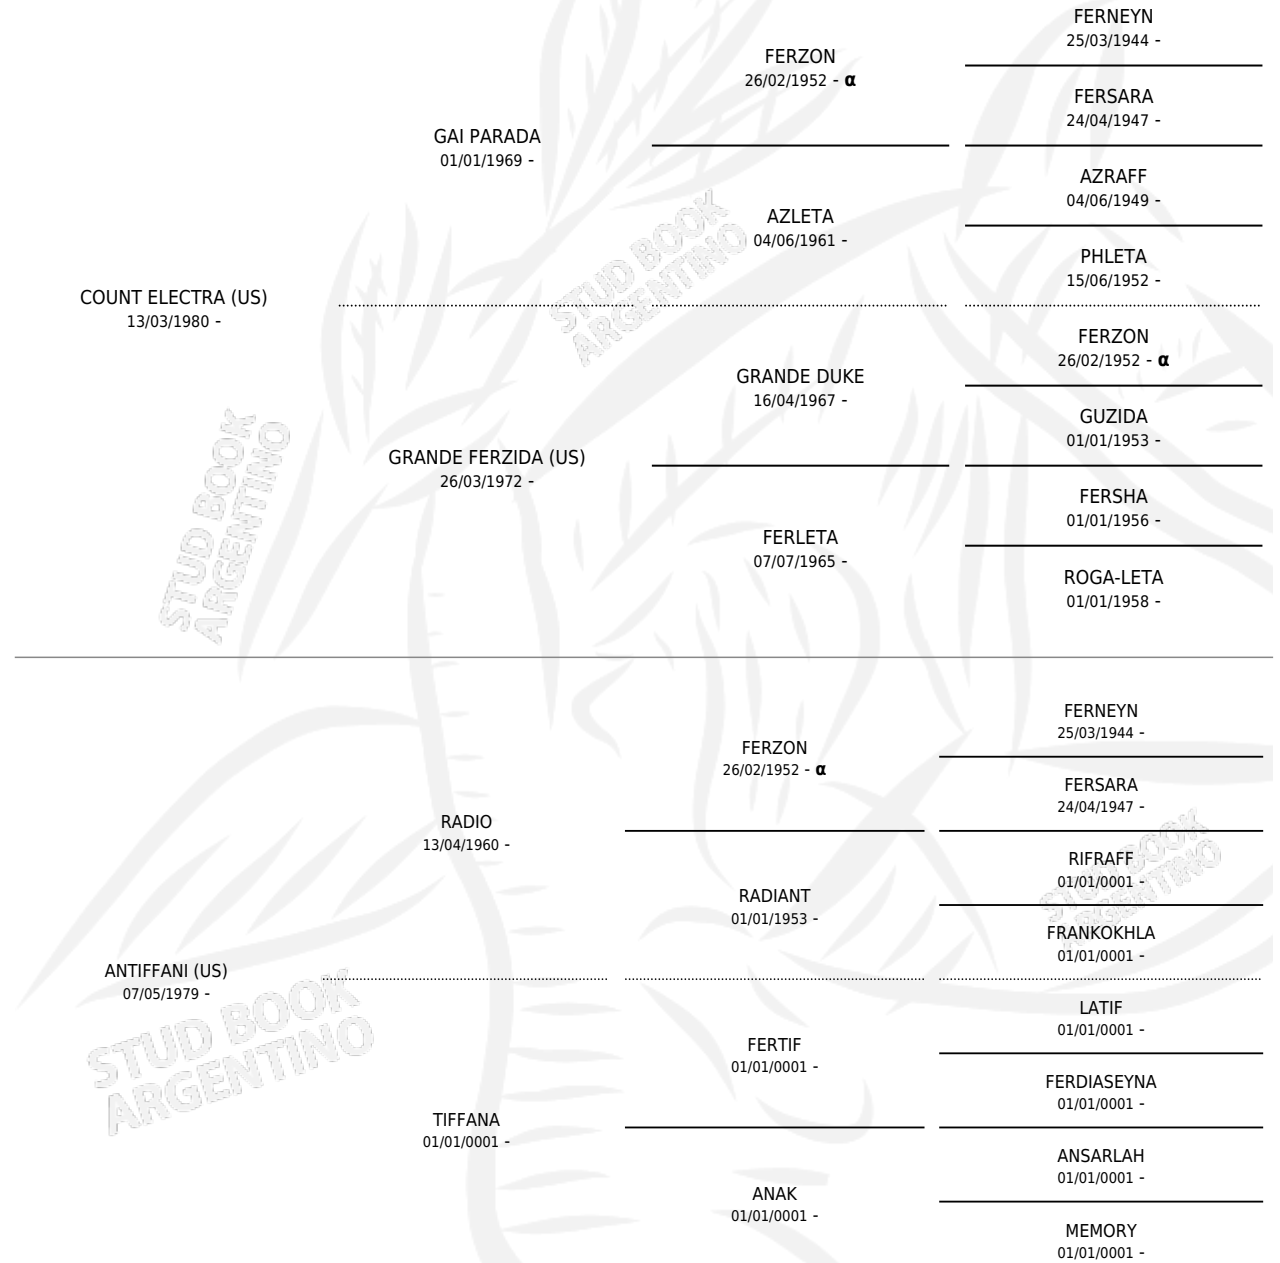 FERNEYN
25/03/1944 -
FERZON
26/02/1952 - α
FERSARA
24/04/1947 -
GAI PARADA
01/01/1969 -
AZRAFF
04/06/1949 -
AZLETA
04/06/1961 -
PHLETA
15/06/1952 -
COUNT ELECTRA (US)
13/03/1980 -
FERZON
26/02/1952 - α
GRANDE DUKE
16/04/1967 -
GUZIDA
01/01/1953 -
GRANDE FERZIDA (US)
26/03/1972 -
FERSHA
01/01/1956 -
FERLETA
07/07/1965 -
ROGA-LETA
01/01/1958 -
FERNEYN
25/03/1944 -
FERZON
26/02/1952 - α
FERSARA
24/04/1947 -
RADIO
13/04/1960 -
RIFRAFF
01/01/0001 -
RADIANT
01/01/1953 -
FRANKOKHLA
01/01/0001 -
ANTIFFANI (US)
07/05/1979 -
LATIF
01/01/0001 -
FERTIF
01/01/0001 -
FERDIASEYNA
01/01/0001 -
TIFFANA
01/01/0001 -
ANSARLAH
01/01/0001 -
ANAK
01/01/0001 -
MEMORY
01/01/0001 -
STUD BOOK
ARGENTINO
STUD BOOK
ARGENTINO
STUD BOOK
ARGENTINO
STUD BOOK
ARGENTINO